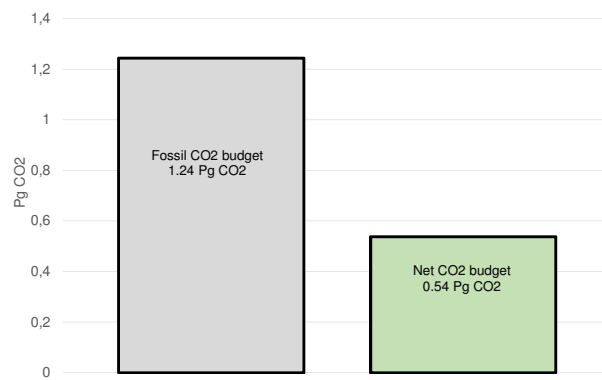 1,4
1,2
1
0,8
0,6
0,4
0,2
0
Pg CO2
Fossil CO2 budget
1.24 Pg CO2
Net CO2 budget
0.54 Pg CO2